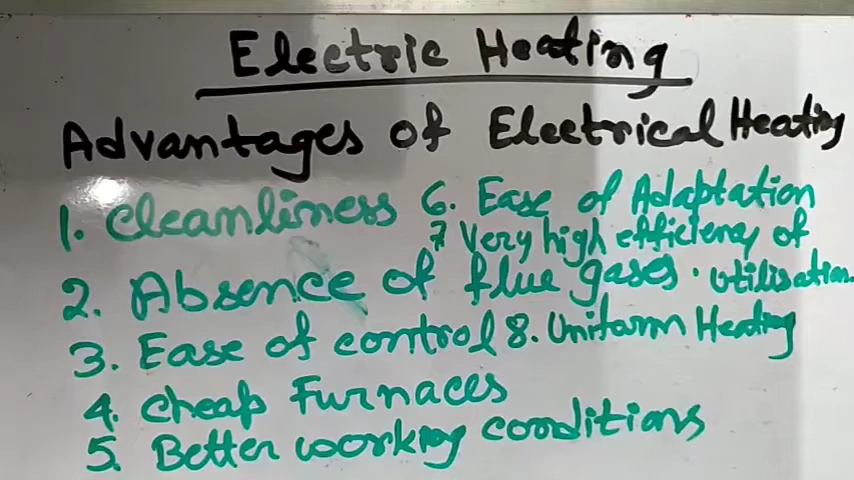 Electric Heating
Advantages of Electrical Heating
1. Cleanliness
2. Absence of flue gases.
3. Ease of control
4. Cheap Furnaces
5. Better working conditions
6. Ease of Adaptation
7 Very high efficiency of
utilisation.
8. Uniform Heating